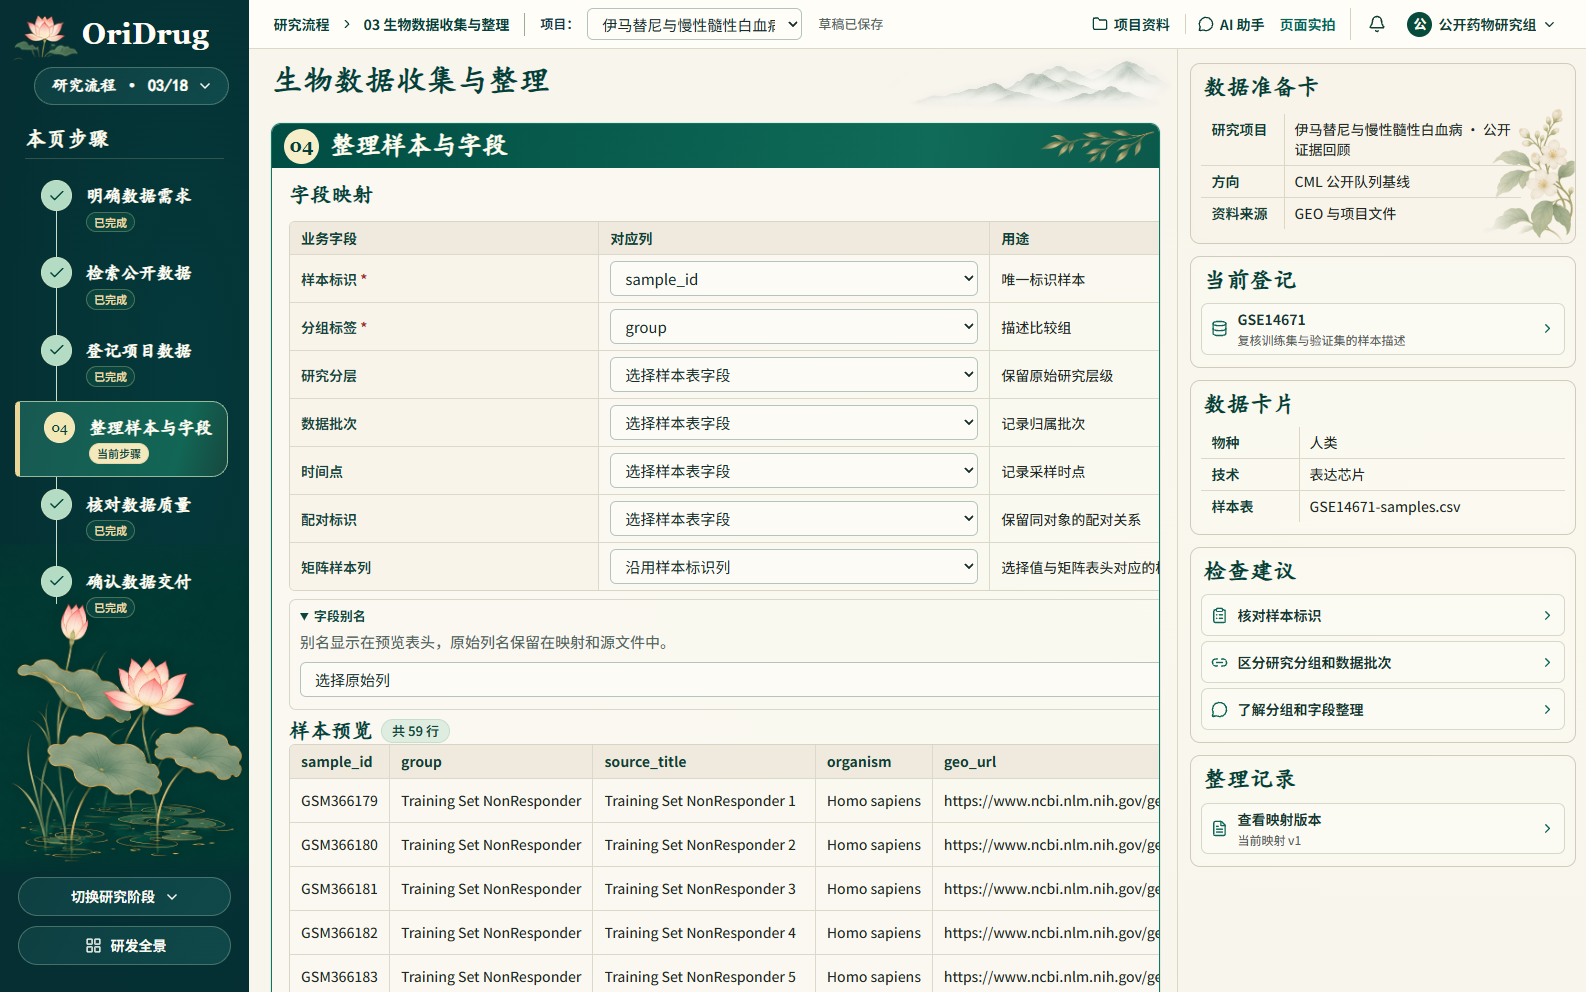 OriDrug
研究流程 • 03/18
本页步骤
明确数据需求
已完成
检索公开数据
已完成
登记项目数据
已完成
04 整理样本与字段
当前步骤
核对数据质量
已完成
确认数据交付
已完成
切换研究阶段
研发全景
研究流程 > 03 生物数据收集与整理 项目： 伊马替尼与慢性髓性白血病 草稿已保存 项目资料 AI 助手 页面实拍 公 公开药物研究组
生物数据收集与整理
04 整理样本与字段
字段映射
业务字段 对应列 用途
样本标识 * sample_id 唯一标识样本
分组标签 * group 描述比较组
研究分层 选择样本表字段 保留原始研究层级
数据批次 选择样本表字段 记录归属批次
时间点 选择样本表字段 记录采样时点
配对标识 选择样本表字段 保留同对象的配对关系
矩阵样本列 沿用样本标识列 选择值与矩阵表头对应的
▼ 字段别名
别名显示在预览表头，原始列名保留在映射和源文件中。
选择原始列
样本预览 共 59 行
sample_id group source_title organism geo_url
GSM366179 Training Set NonResponder Training Set NonResponder 1 Homo sapiens https://www.ncbi.nlm.nih.gov/ge
GSM366180 Training Set NonResponder Training Set NonResponder 2 Homo sapiens https://www.ncbi.nlm.nih.gov/ge
GSM366181 Training Set NonResponder Training Set NonResponder 3 Homo sapiens https://www.ncbi.nlm.nih.gov/ge
GSM366182 Training Set NonResponder Training Set NonResponder 4 Homo sapiens https://www.ncbi.nlm.nih.gov/ge
GSM366183 Training Set NonResponder Training Set NonResponder 5 Homo sapiens https://www.ncbi.nlm.nih.gov/ge
数据准备卡
研究项目 伊马替尼与慢性髓性白血病 · 公开
证据回顾
方向 CML 公开队列基线
资料来源 GEO 与项目文件
当前登记
GSE14671
复核训练集与验证集的样本描述
数据卡片
物种 人类
技术 表达芯片
样本表 GSE14671-samples.csv
检查建议
核对样本标识
区分研究分组和数据批次
了解分组和字段整理
整理记录
查看映射版本
当前映射 v1